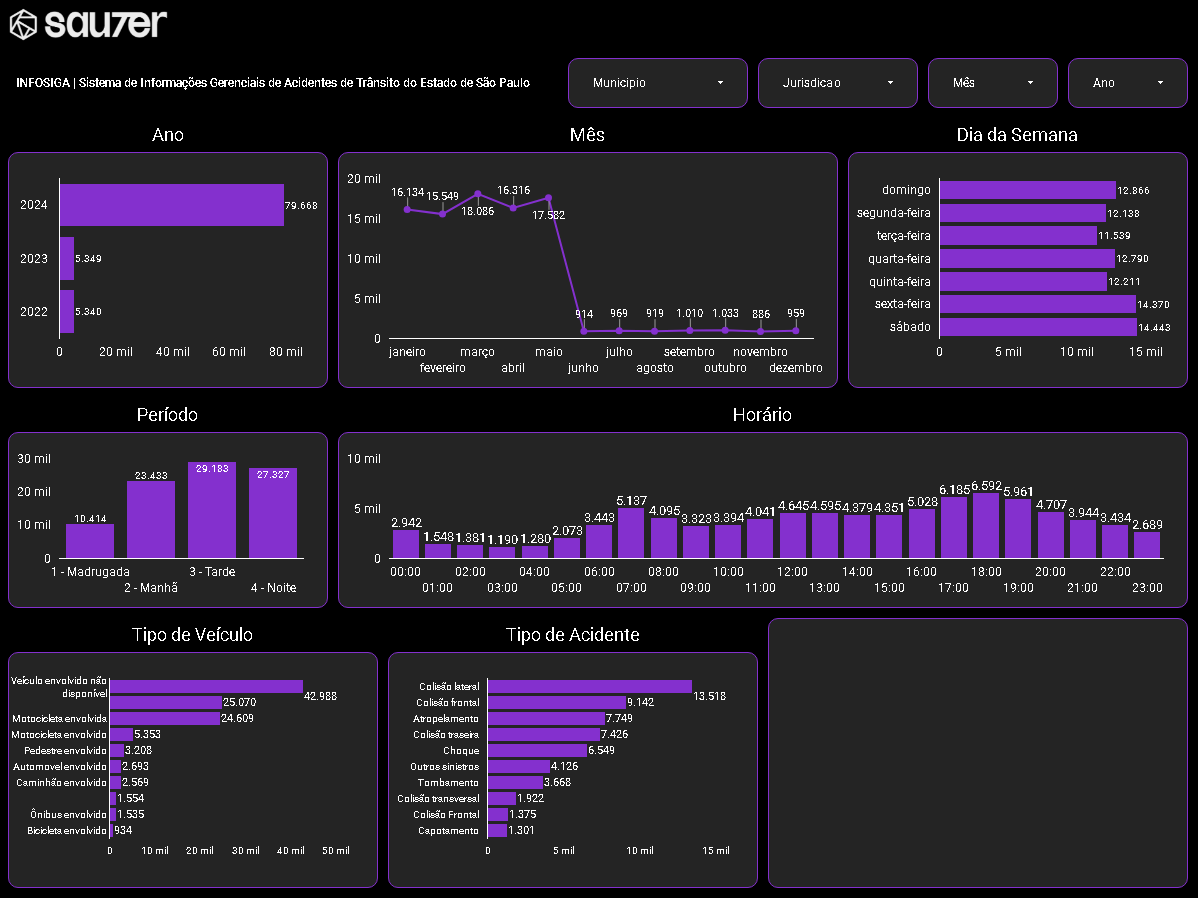 sauzer
INFOSIGA | Sistema de Informações Gerenciais de Acidentes de Trânsito do Estado de São Paulo
Municipio
Jurisdicao
Mês
Ano
Ano
2024
79.668
2023
5.349
2022
5.340
0 20 mil 40 mil 60 mil 80 mil
Mês
20 mil
15 mil
10 mil
5 mil
0
16.134 15.549 18.086 16.316 17.582 914 969 919 1.010 1.033 886 959
janeiro março maio julho setembro novembro
fevereiro abril junho agosto outubro dezembro
Dia da Semana
domingo 12.866
segunda-feira 12.138
terça-feira 11.539
quarta-feira 12.790
quinta-feira 12.211
sexta-feira 14.370
sábado 14.443
0 5 mil 10 mil 15 mil
Período
30 mil
20 mil
10 mil
0
10.414 23.433 29.183 27.327
1 - Madrugada 3 - Tarde
2 - Manhã 4 - Noite
Horário
10 mil
5 mil
0
2.942 1.548 1.381 1.190 1.280 2.073 3.443 5.137 4.095 3.323 3.394 4.041 4.645 4.595 4.379 4.351 5.028 6.185 6.592 5.961 4.707 3.944 3.434 2.689
00:00 02:00 04:00 06:00 08:00 10:00 12:00 14:00 16:00 18:00 20:00 22:00
01:00 03:00 05:00 07:00 09:00 11:00 13:00 15:00 17:00 19:00 21:00 23:00
Tipo de Veículo
Veículo envolvido não
disponível
42.988
25.070
Motocicleta envolvida 24.609
Motocicleta envolvido 5.353
Pedestre envolvido 3.208
Automovel envolvido 2.693
Caminhão envolvido 2.569
1.554
Ônibus envolvido 1.535
Bicicleta envolvido 934
0 10 mil 20 mil 30 mil 40 mil 50 mil
Tipo de Acidente
Colisão lateral 13.518
Colisão frontal 9.142
Atropelamento 7.749
Colisão traseira 7.426
Choque 6.549
Outros sinistros 4.126
Tombamento 3.668
Colisão transversal 1.922
Colisão Frontal 1.375
Capotamento 1.301
0 5 mil 10 mil 15 mil